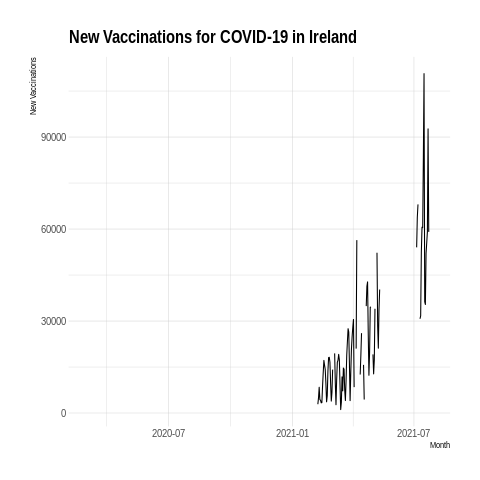 New Vaccinations for COVID-19 in Ireland
New Vaccinations
90000
60000
30000
0
2020-07
2021-01
2021-07
Month